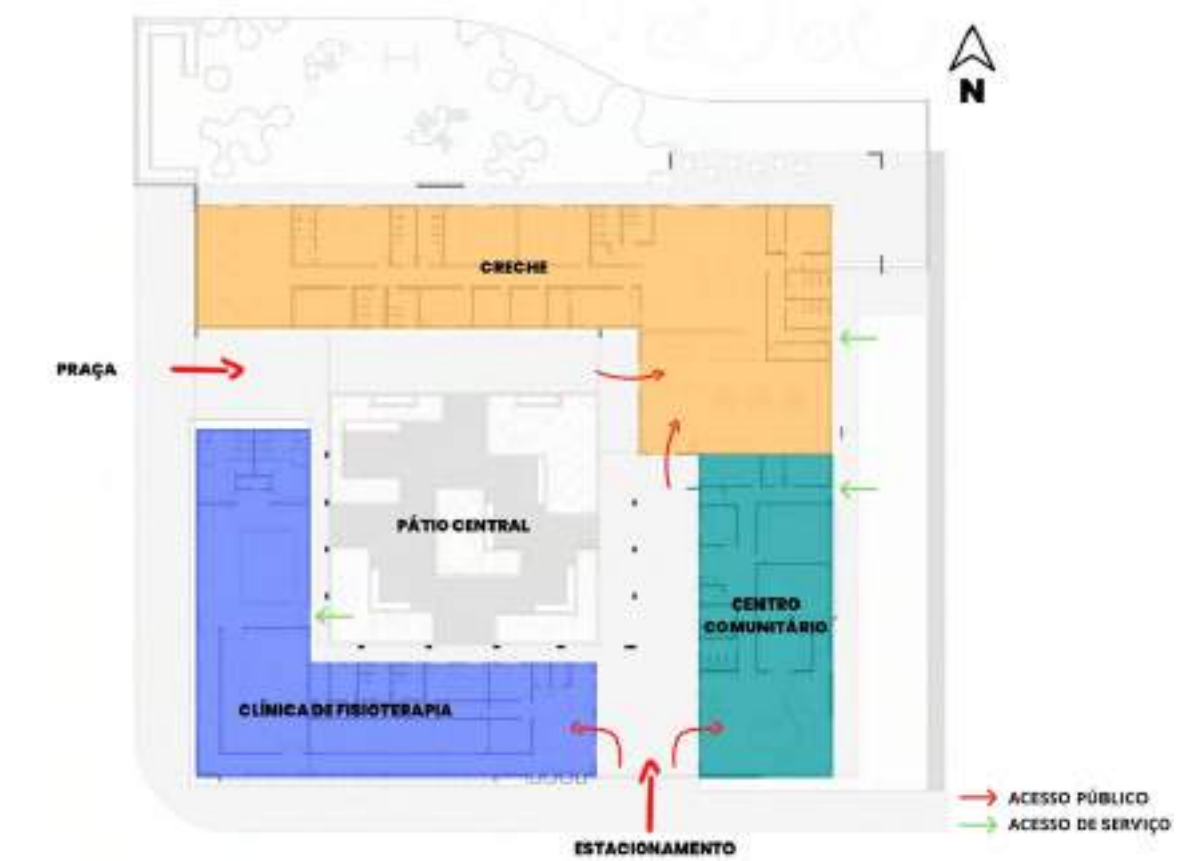 N
CRECHE
PRAÇA
PÁTIO CENTRAL
CENTRO
COMUNITÁRIO
CLÍNICA DE FISIOTERAPIA
ACESSO PÚBLICO
ACESSO DE SERVIÇO
ESTACIONAMENTO